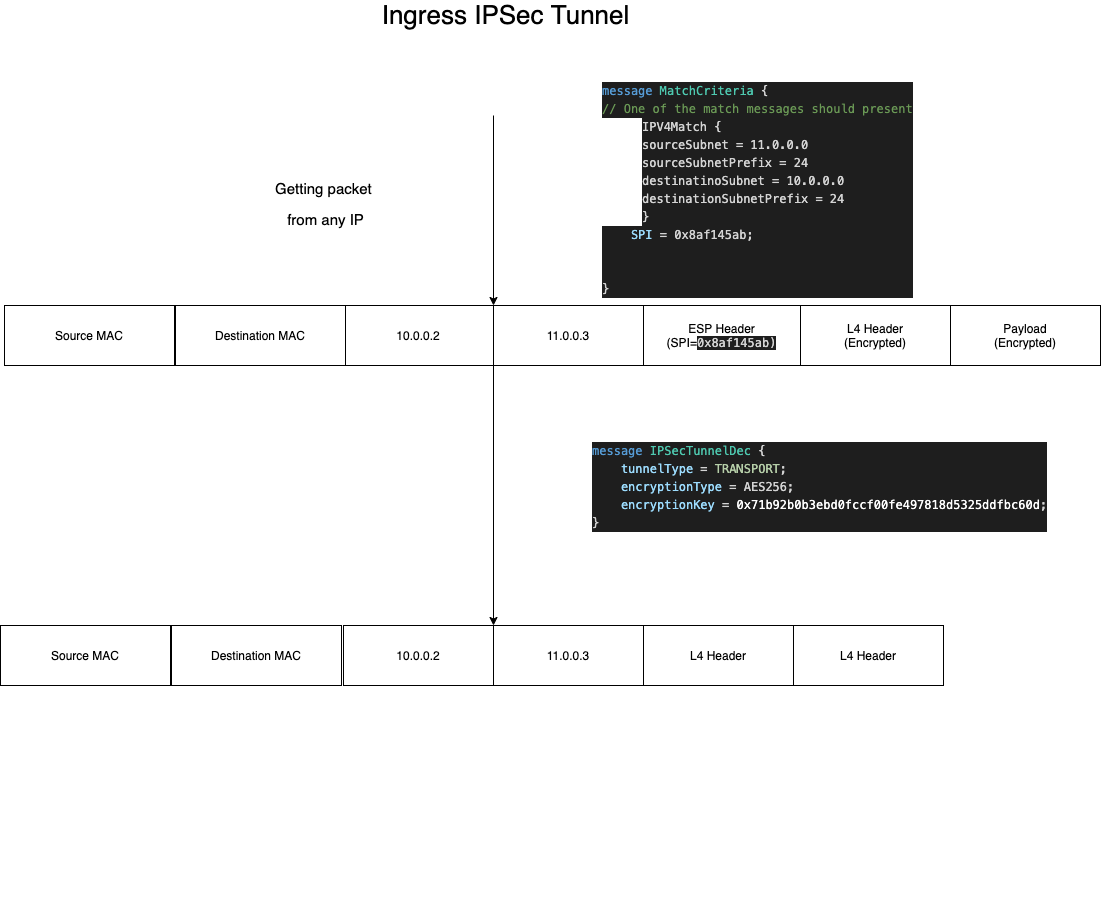 Ingress IPSec Tunnel
message MatchCriteria {
// One of the match messages should present
IPV4Match {
sourceSubnet = 11.0.0.0
sourceSubnetPrefix = 24
destinatinoSubnet = 10.0.0.0
destinationSubnetPrefix = 24
}
SPI = 0x8af145ab;
}
Getting packet
from any IP
Source MAC
Destination MAC
10.0.0.2
11.0.0.3
ESP Header
(SPI=0x8af145ab)
L4 Header
(Encrypted)
Payload
(Encrypted)
message IPSecTunnelDec {
tunnelType = TRANSPORT;
encryptionType = AES256;
encryptionKey = 0x71b92b0b3ebd0fccf00fe497818d5325ddfbc60d;
}
Source MAC
Destination MAC
10.0.0.2
11.0.0.3
L4 Header
L4 Header